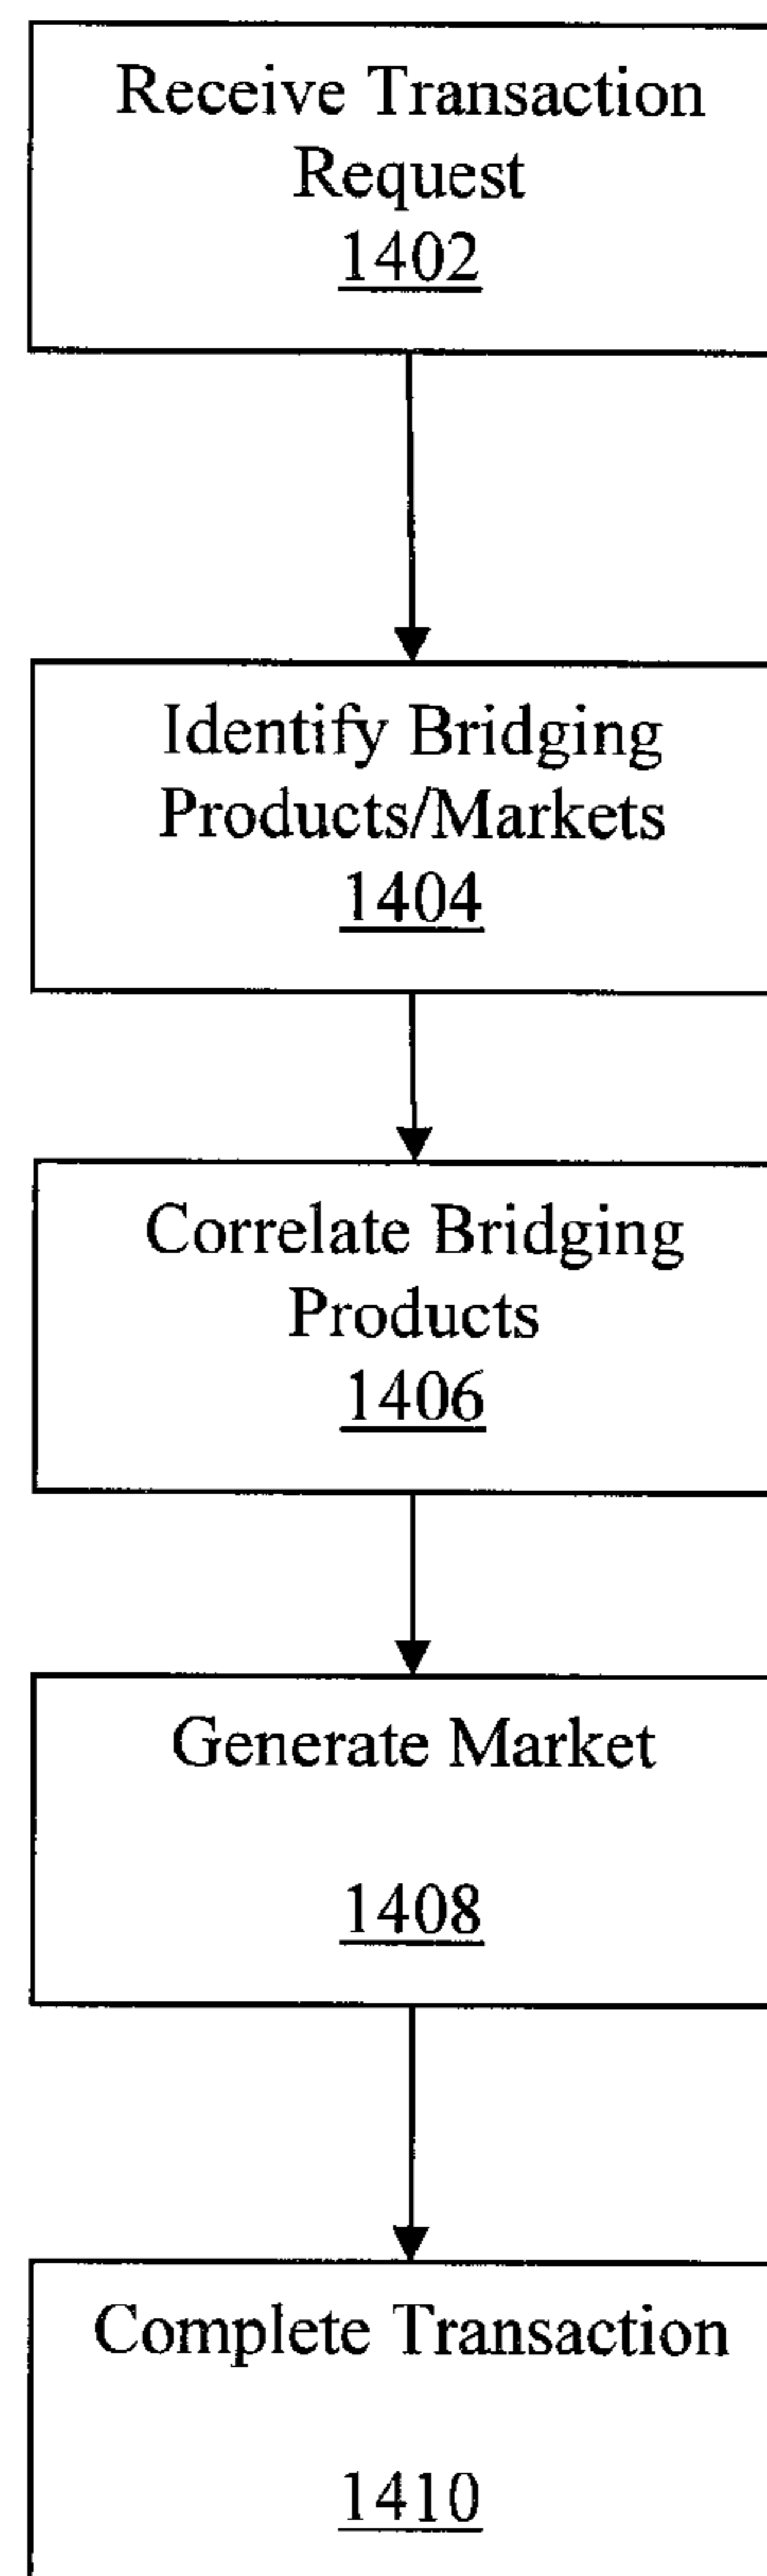 Receive Transaction
Request
1402
Identify Bridging
Products/Markets
1404
Correlate Bridging
Products
1406
Generate Market
1408
Complete Transaction
1410